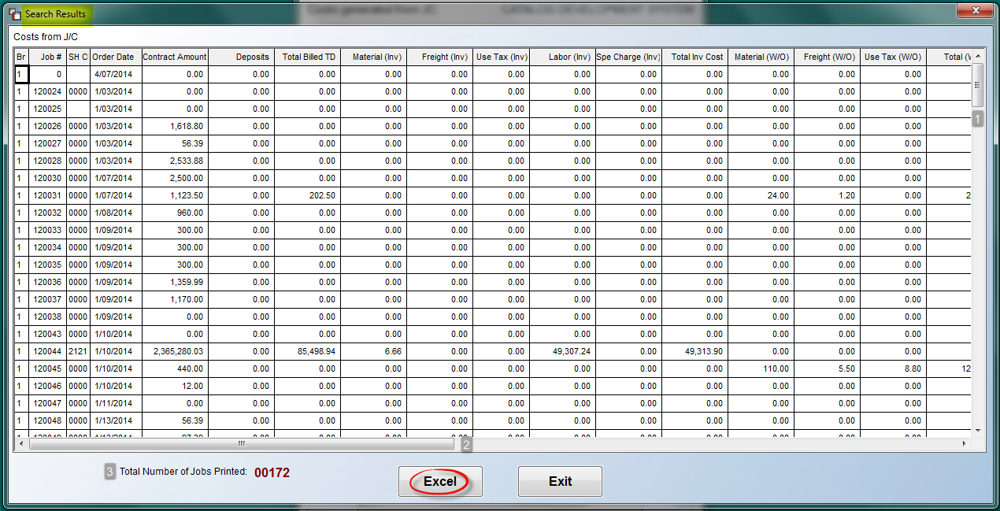 Search Results
Costs from J/C
Br Job # SH C Order Date Contract Amount Deposits Total Billed TD Material (Inv) Freight (Inv) Use Tax (Inv) Labor (Inv) Spe Charge (Inv) Total Inv Cost Material (W/O) Freight (W/O) Use Tax (W/O) Total
1 0 4/07/2014 0.00 0.00 0.00 0.00 0.00 0.00 0.00 0.00 0.00 0.00 0.00 0.00
1 120024 0000 1/03/2014 0.00 0.00 0.00 0.00 0.00 0.00 0.00 0.00 0.00 0.00 0.00 0.00
1 120025 1/03/2014 0.00 0.00 0.00 0.00 0.00 0.00 0.00 0.00 0.00 0.00 0.00 0.00
1 120026 0000 1/03/2014 1,618.80 0.00 0.00 0.00 0.00 0.00 0.00 0.00 0.00 0.00 0.00 0.00
1 120027 0000 1/03/2014 56.39 0.00 0.00 0.00 0.00 0.00 0.00 0.00 0.00 0.00 0.00 0.00
1 120028 0000 1/03/2014 2,533.88 0.00 0.00 0.00 0.00 0.00 0.00 0.00 0.00 0.00 0.00 0.00
1 120030 0000 1/07/2014 2,500.00 0.00 0.00 0.00 0.00 0.00 0.00 0.00 0.00 0.00 0.00 0.00
1 120031 0000 1/07/2014 1,123.50 0.00 202.50 0.00 0.00 0.00 0.00 0.00 0.00 24.00 1.20 0.00 2
1 120032 0000 1/08/2014 960.00 0.00 0.00 0.00 0.00 0.00 0.00 0.00 0.00 0.00 0.00 0.00
1 120033 0000 1/09/2014 300.00 0.00 0.00 0.00 0.00 0.00 0.00 0.00 0.00 0.00 0.00 0.00
1 120034 0000 1/09/2014 300.00 0.00 0.00 0.00 0.00 0.00 0.00 0.00 0.00 0.00 0.00 0.00
1 120035 0000 1/09/2014 300.00 0.00 0.00 0.00 0.00 0.00 0.00 0.00 0.00 0.00 0.00 0.00
1 120036 0000 1/09/2014 1,359.99 0.00 0.00 0.00 0.00 0.00 0.00 0.00 0.00 0.00 0.00 0.00
1 120037 0000 1/09/2014 1,170.00 0.00 0.00 0.00 0.00 0.00 0.00 0.00 0.00 0.00 0.00 0.00
1 120038 0000 1/09/2014 0.00 0.00 0.00 0.00 0.00 0.00 0.00 0.00 0.00 0.00 0.00 0.00
1 120043 0000 1/10/2014 0.00 0.00 0.00 0.00 0.00 0.00 0.00 0.00 0.00 0.00 0.00 0.00
1 120044 2121 1/10/2014 2,365,280.03 0.00 85,498.94 6.66 0.00 0.00 49,307.24 0.00 49,313.90 0.00 0.00 0.00
1 120045 0000 1/10/2014 440.00 0.00 0.00 0.00 0.00 0.00 0.00 0.00 0.00 110.00 5.50 8.80 12
1 120046 0000 1/10/2014 12.00 0.00 0.00 0.00 0.00 0.00 0.00 0.00 0.00 0.00 0.00 0.00
1 120047 0000 1/11/2014 0.00 0.00 0.00 0.00 0.00 0.00 0.00 0.00 0.00 0.00 0.00 0.00
1 120048 0000 1/13/2014 56.39 0.00 0.00 0.00 0.00 0.00 0.00 0.00 0.00 0.00 0.00 0.00
1
2
3 Total Number of Jobs Printed: 00172
Excel Exit